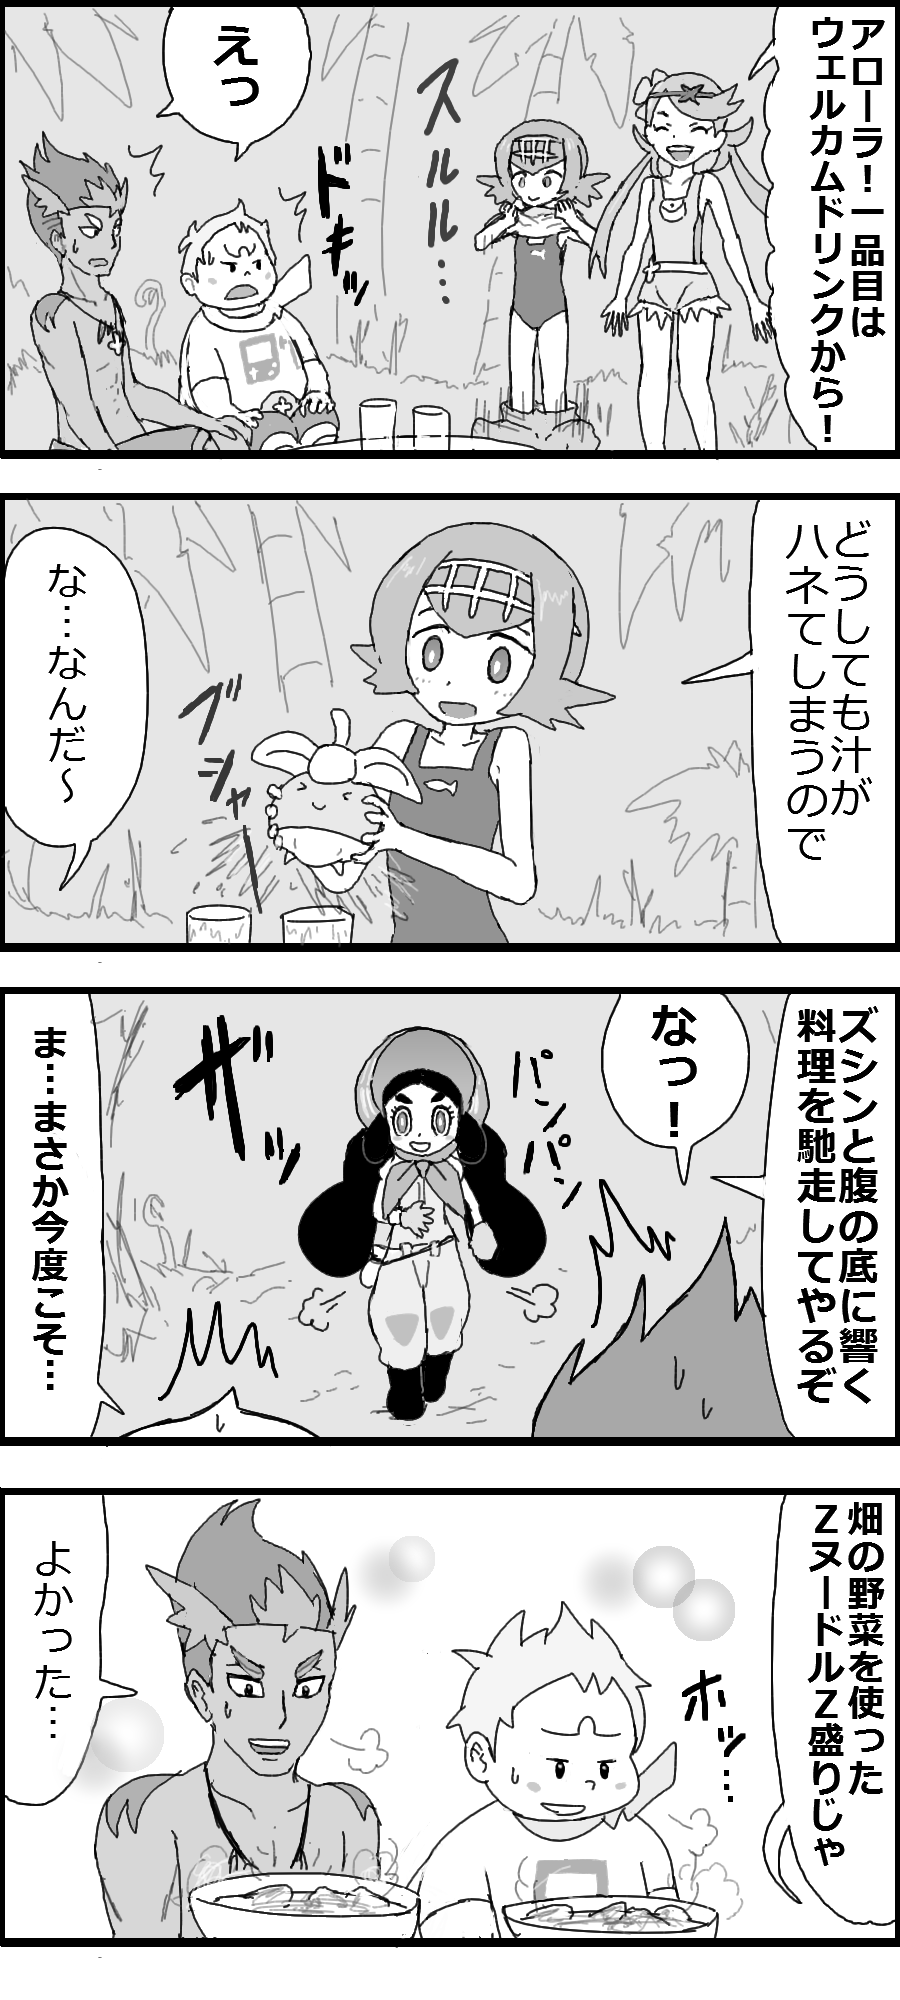 アローラ！一品目は
ウェルカムドリンクから！
スルル…
えっ
ドキッ
どうしても汁が
ハネてしまうので
ブシャー
な…なんだ～
ズシンと腹の底に響く
料理を馳走してやるぞ
なっ！
パンパン
ザッ
ま…まさか今度こそ…
畑の野菜を使った
ＺヌードルＺ盛りじゃ
ホッ…
よかった…